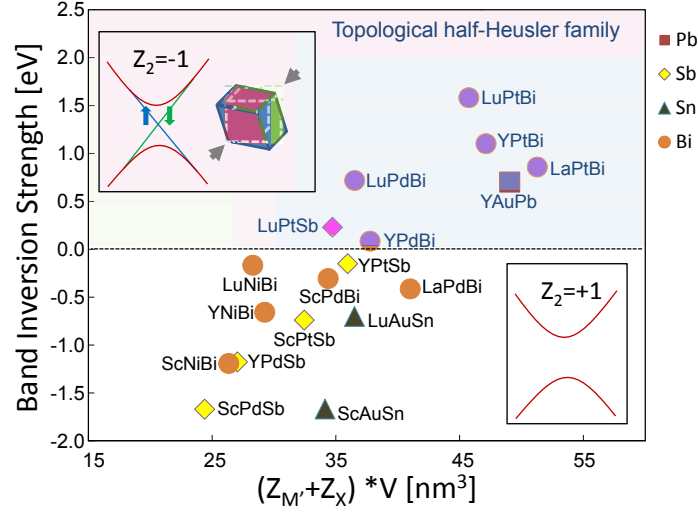 2.5
2.0
1.5
1.0
0.5
0.0
-0.5
-1.0
-1.5
-2.0
Band Inversion Strength [eV]
15
25
35
45
55
(Z_M'+Z_X) *V [nm³]
Topological half-Heusler family
Z₂=-1
LuPtBi
YPtBi
LaPtBi
LuPdBi
YAuPb
LuPtSb
YPdBi
YPtSb
LuNiBi
ScPdBi
LaPdBi
YNiBi
ScPtSb
LuAuSn
ScNiBi
YPdSb
ScPdSb
ScAuSn
Z₂=+1
Pb
Sb
Sn
Bi